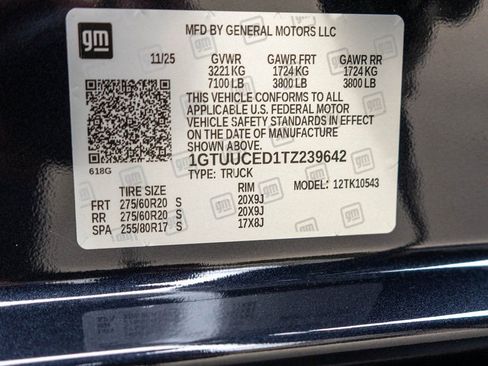 gm
MFD BY GENERAL MOTORS LLC
11/25 GVWR GAWR FRT GAWR RR
3221 KG 1724 KG 1724 KG
7100 LB 3800 LB 3800 LB
THIS VEHICLE CONFORMS TO ALL
APPLICABLE U.S. FEDERAL MOTOR
VEHICLE SAFETY STANDARDS IN EFFECT
ON THE DATE OF MANUFACTURE
SHOWN ABOVE.
618G 1GTUUCED1TZ239642
TYPE: TRUCK MODEL: 12TK10543
TIRE SIZE RIM
FRT 275/60R20 S 20X9J
RR 275/60R20 S 20X9J
SPA 255/80R17 S 17X8J